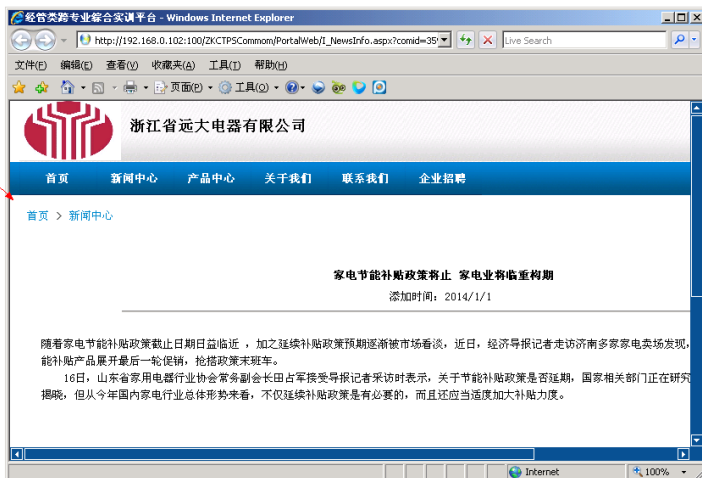 经管类跨专业综合实训平台 - Windows Internet Explorer
http://192.168.0.102:100/ZKCTPSCommom/PortalWeb/I_NewsInfo.aspx?comid=35
Live Search
文件(F) 编辑(E) 查看(V) 收藏夹(A) 工具(T) 帮助(H)
页面(P) 工具(O)
浙江省远大电器有限公司
首页 新闻中心 产品中心 关于我们 联系我们 企业招聘
首页 > 新闻中心
家电节能补贴政策将止 家电业将临重构期
添加时间：2014/1/1
随着家电节能补贴政策截止日期日益临近 ，加之延续补贴政策预期逐渐被市场看淡，近日，经济导报记者走访济南多家家电卖场发现，
能补贴产品展开最后一轮促销，抢搭政策末班车。
16日，山东省家用电器行业协会常务副会长田占军接受导报记者采访时表示，关于节能补贴政策是否延期，国家相关部门正在研究
揭晓，但从今年国内家电行业总体形势来看，不仅延续补贴政策是有必要的，而且还应当适度加大补贴力度。
Internet 100%